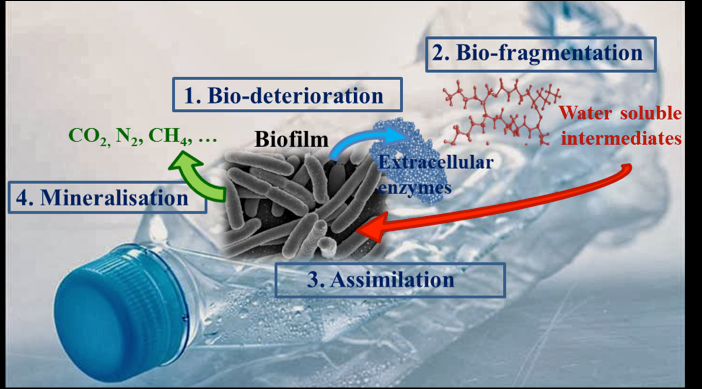 2. Bio-fragmentation
1. Bio-deterioration
Water soluble
intermediates
CO2, N2, CH4, ...
Biofilm
Extracellular
enzymes
4. Mineralisation
3. Assimilation